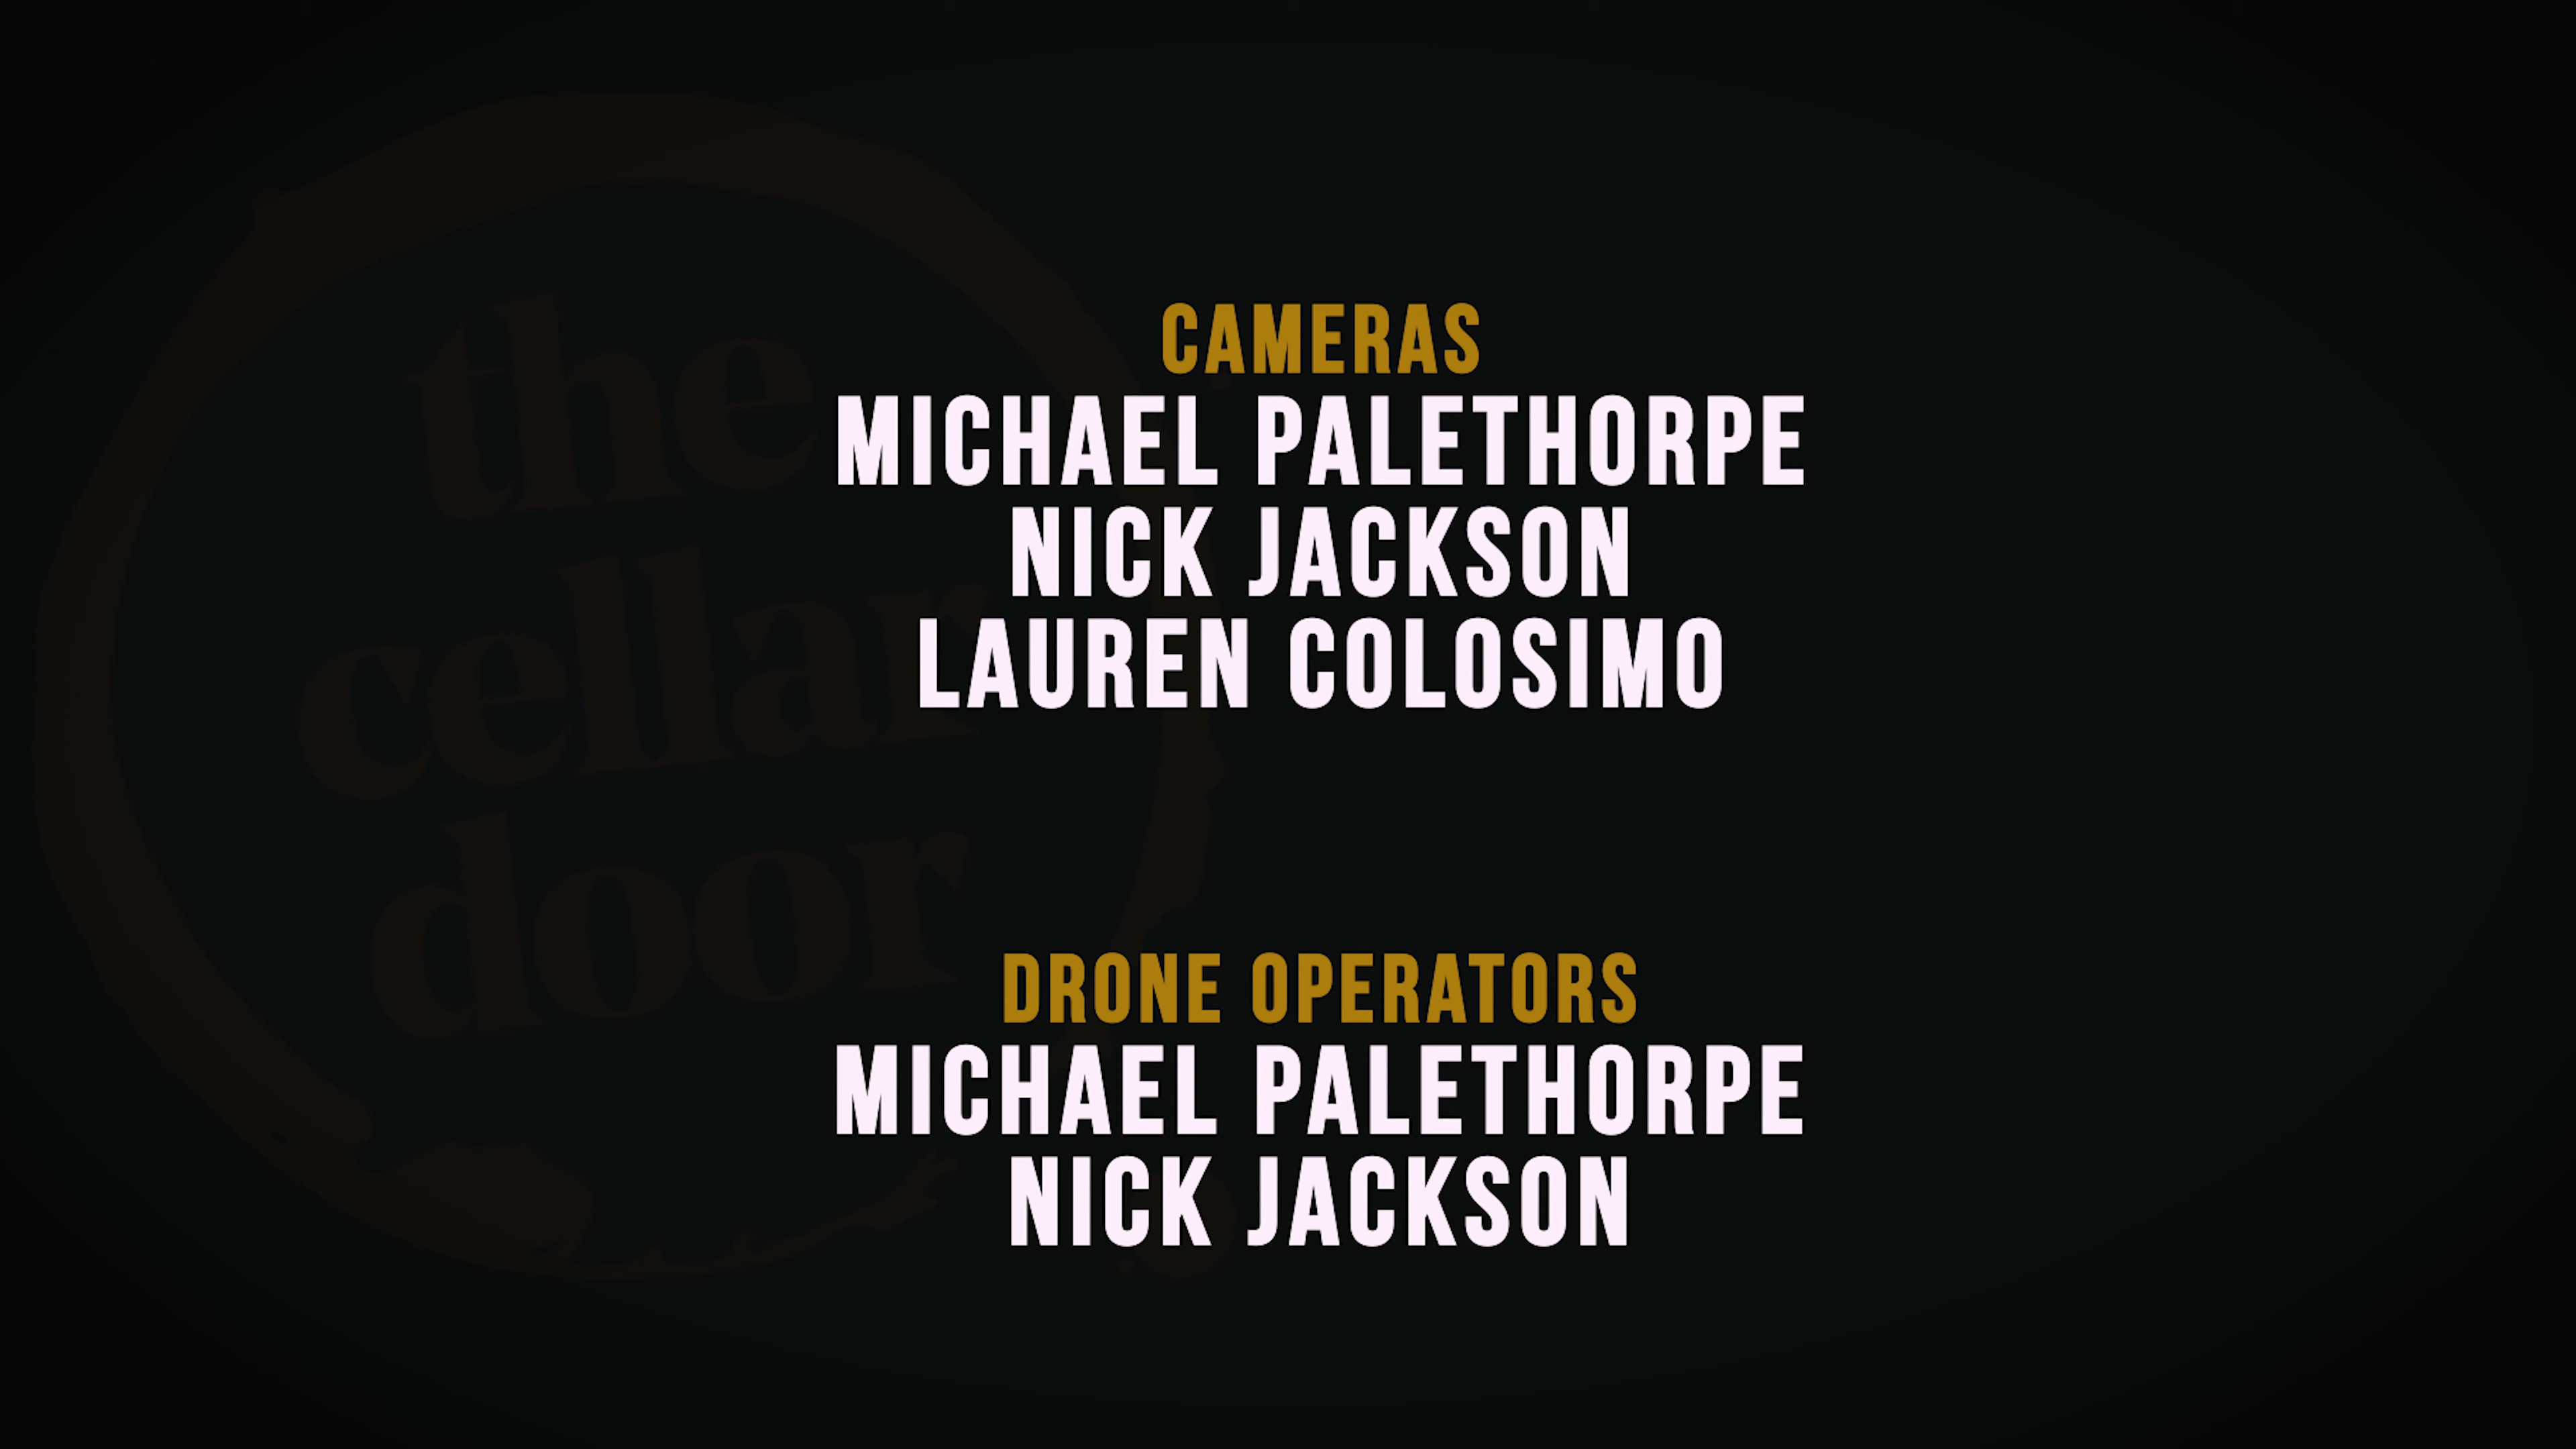 the
cellar
door
CAMERAS
MICHAEL PALETHORPE
NICK JACKSON
LAUREN COLOSIMO
DRONE OPERATORS
MICHAEL PALETHORPE
NICK JACKSON